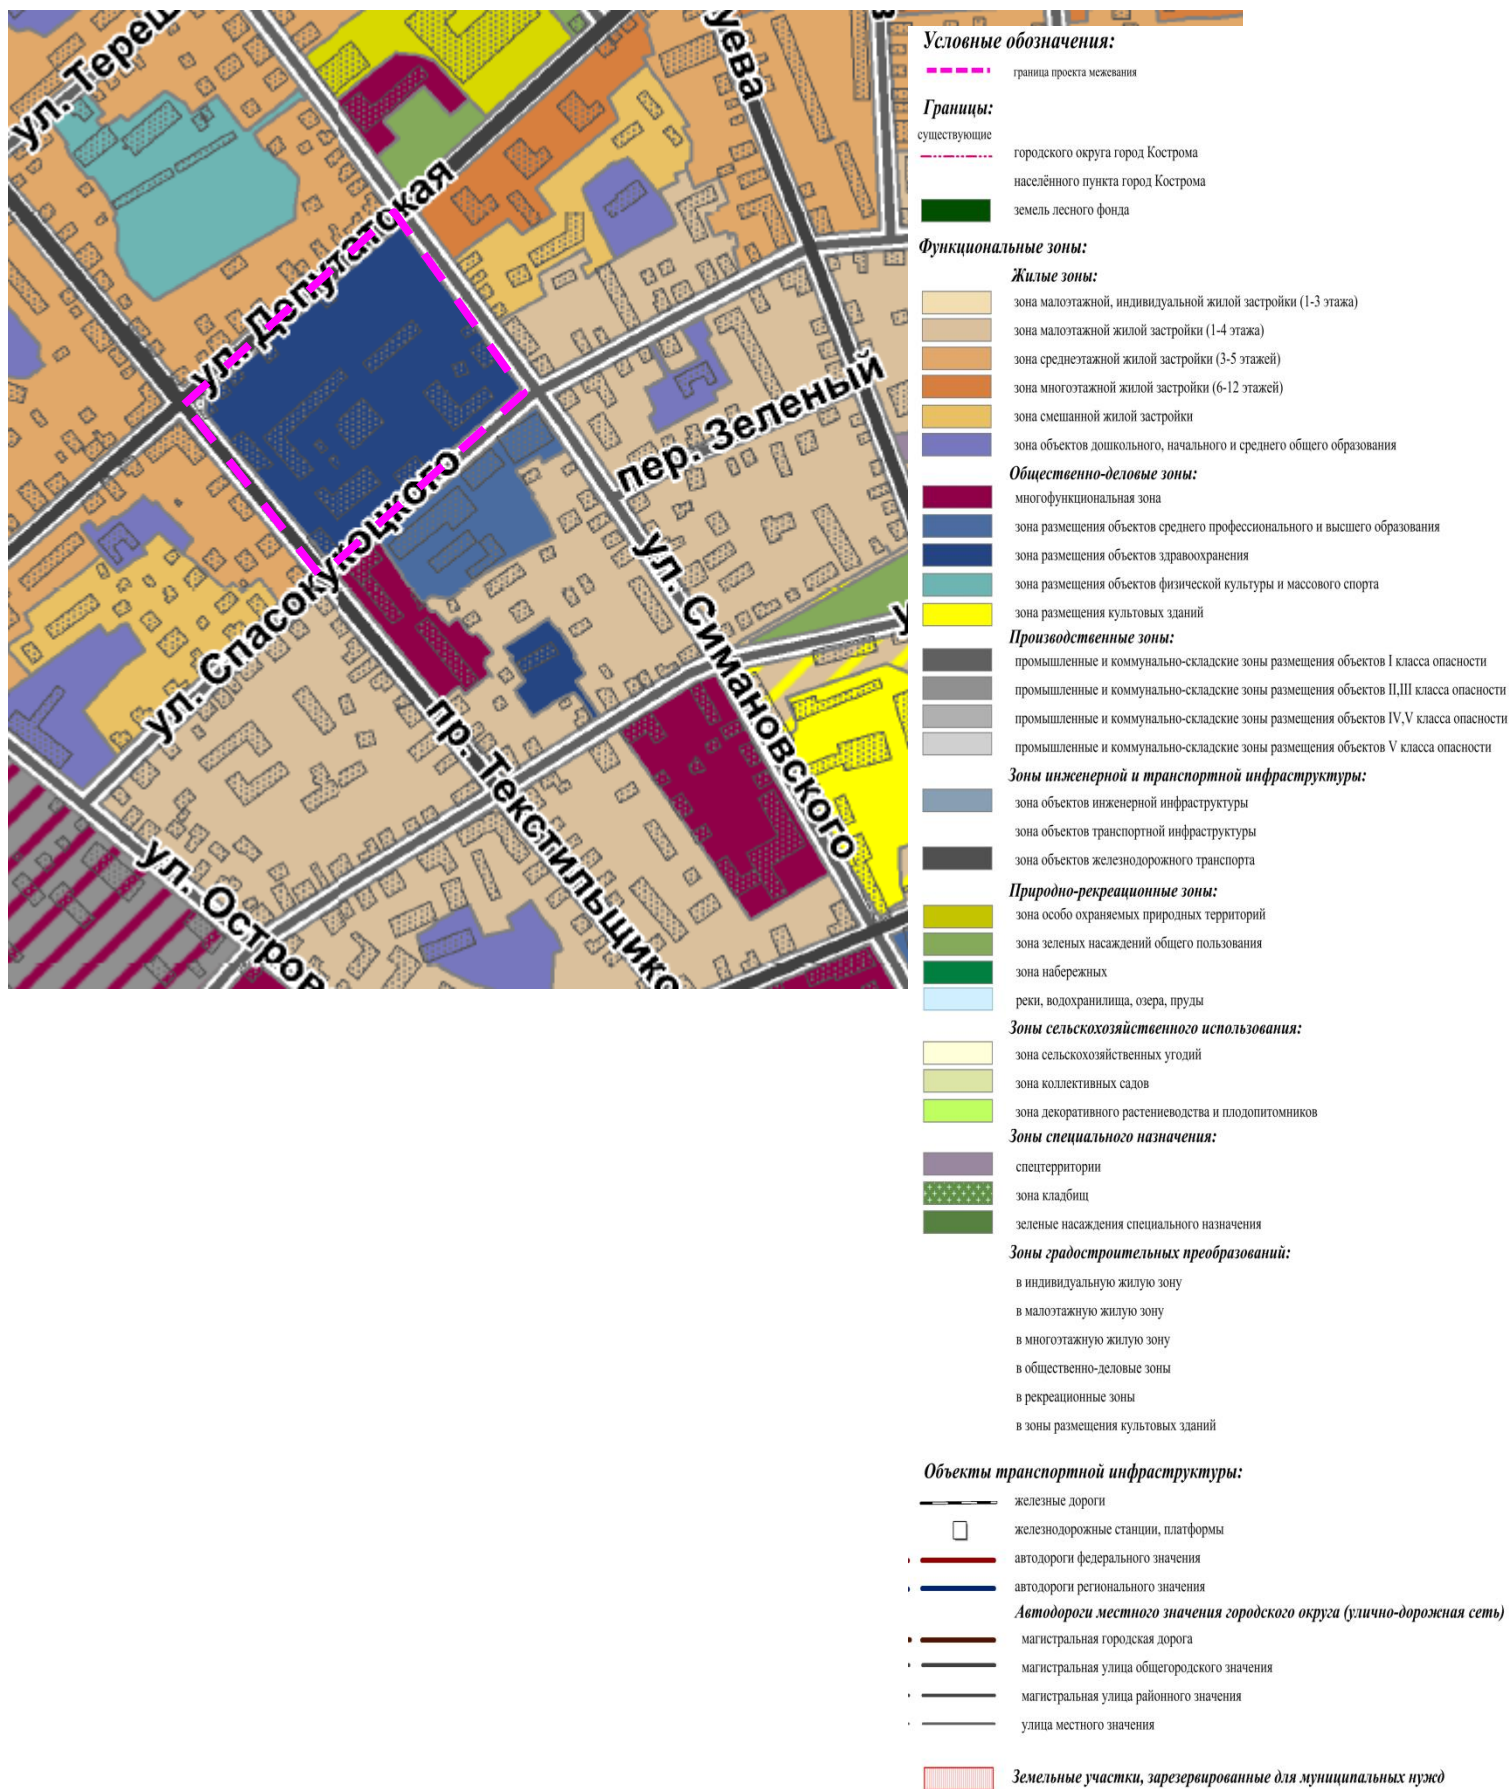 ул. Тереш
уева
ул. Депутатская
пер. Зеленый
ул. Спасокукоцкого
ул. Симановского
пр. Текстильщико
ул. Остров
Условные обозначения:
граница проекта межевания
Границы:
существующие
городского округа город Кострома
населённого пункта город Кострома
земель лесного фонда
Функциональные зоны:
Жилые зоны:
зона малоэтажной, индивидуальной жилой застройки (1-3 этажа)
зона малоэтажной жилой застройки (1-4 этажа)
зона среднеэтажной жилой застройки (3-5 этажей)
зона многоэтажной жилой застройки (6-12 этажей)
зона смешанной жилой застройки
зона объектов дошкольного, начального и среднего общего образования
Общественно-деловые зоны:
многофункциональная зона
зона размещения объектов среднего профессионального и высшего образования
зона размещения объектов здравоохранения
зона размещения объектов физической культуры и массового спорта
зона размещения культовых зданий
Производственные зоны:
промышленные и коммунально-складские зоны размещения объектов I класса опасности
промышленные и коммунально-складские зоны размещения объектов II,III класса опасности
промышленные и коммунально-складские зоны размещения объектов IV,V класса опасности
промышленные и коммунально-складские зоны размещения объектов V класса опасности
Зоны инженерной и транспортной инфраструктуры:
зона объектов инженерной инфраструктуры
зона объектов транспортной инфраструктуры
зона объектов железнодорожного транспорта
Природно-рекреационные зоны:
зона особо охраняемых природных территорий
зона зеленых насаждений общего пользования
зона набережных
реки, водохранилища, озера, пруды
Зоны сельскохозяйственного использования:
зона сельскохозяйственных угодий
зона коллективных садов
зона декоративного растениеводства и плодопитомников
Зоны специального назначения:
спецтерритории
зона кладбищ
зеленые насаждения специального назначения
Зоны градостроительных преобразований:
в индивидуальную жилую зону
в малоэтажную жилую зону
в многоэтажную жилую зону
в общественно-деловые зоны
в рекреационные зоны
в зоны размещения культовых зданий
Объекты транспортной инфраструктуры:
железные дороги
железнодорожные станции, платформы
автодороги федерального значения
автодороги регионального значения
Автодороги местного значения городского округа (улично-дорожная сеть)
магистральная городская дорога
магистральная улица общегородского значения
магистральная улица районного значения
улица местного значения
Земельные участки, зарезервированные для муниципальных нужд